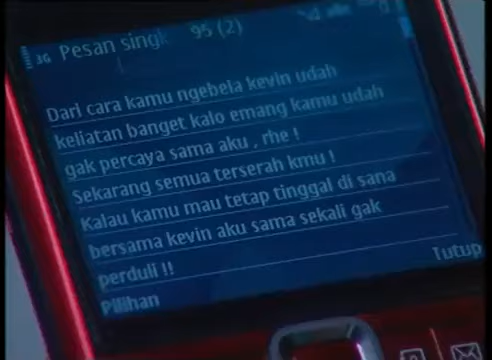 3G Pesan singk 95 (2)
Dari cara kamu ngebela kevin udah
keliatan banget kalo emang kamu udah
gak percaya sama aku , rhe !
Sekarang semua terserah kmu !
Kalau kamu mau tetap tinggal di sana
bersama kevin aku sama sekali gak
perduli !!
Pilihan Tutup